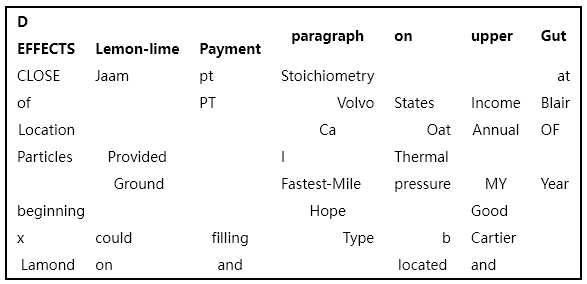 D
EFFECTS Lemon-lime Payment paragraph on upper Gut
CLOSE Jaam pt Stoichiometry at
of PT Volvo States Income Blair
Location Ca Oat Annual OF
Particles Provided l Thermal
Ground Fastest-Mile pressure MY Year
beginning Hope Good
x could filling Type b Cartier
Lamond on and located and